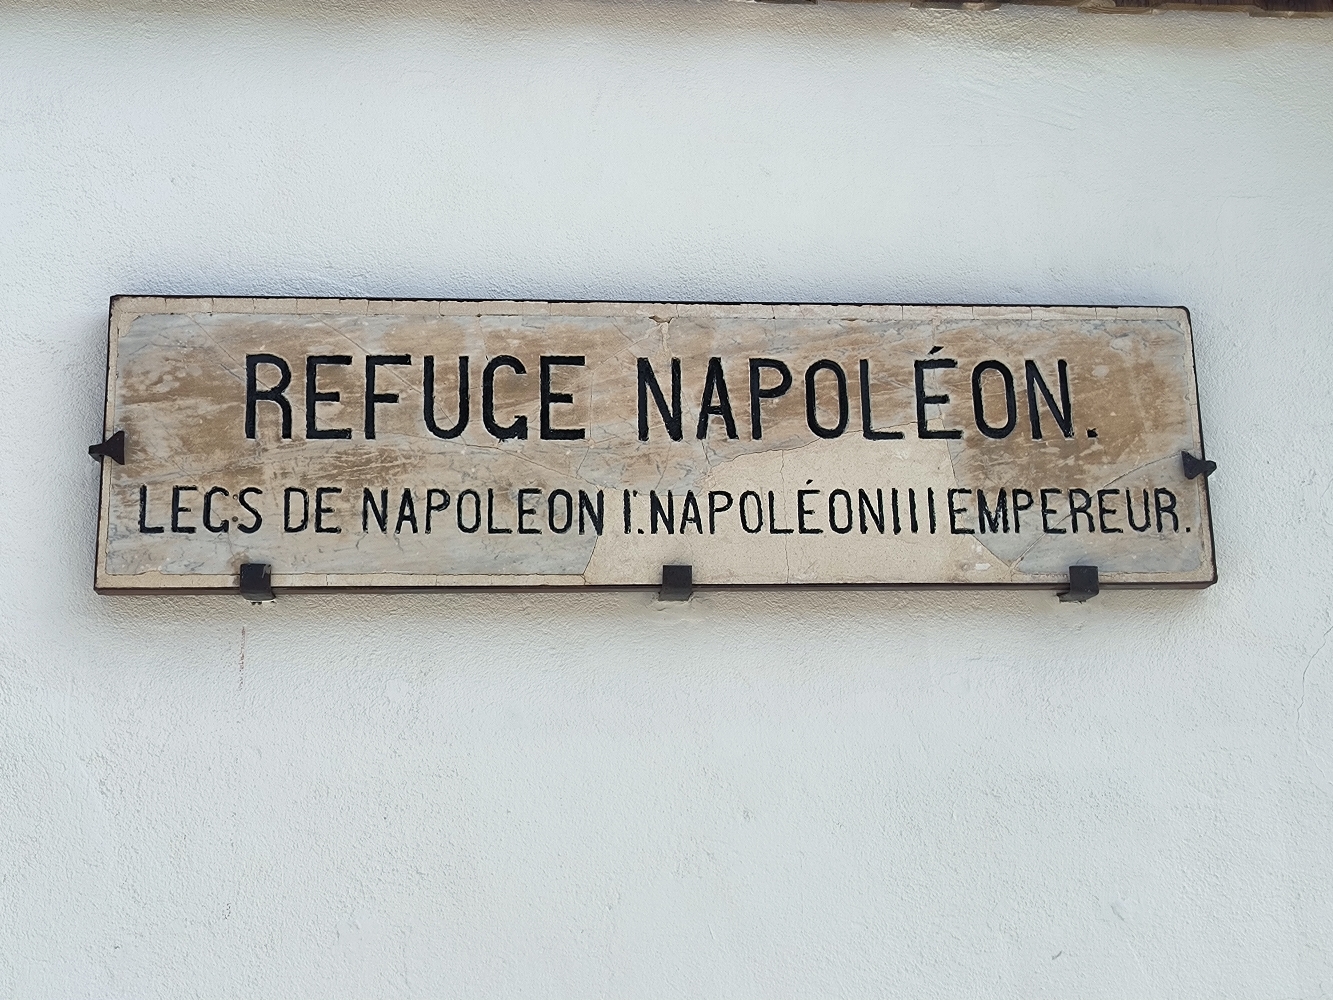 REFUGE NAPOLÉON.
LEGS DE NAPOLEON I'.NAPOLÉON III EMPEREUR.